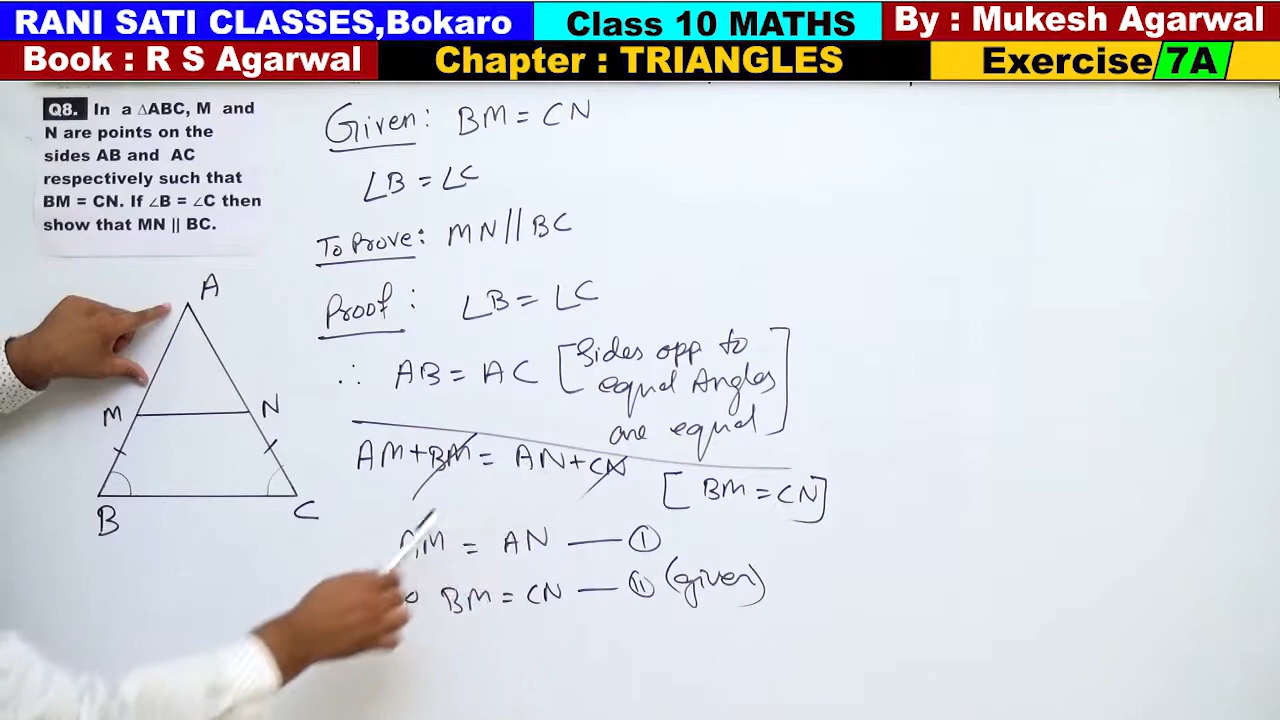 RANI SATI CLASSES,Bokaro
Class 10 MATHS
By : Mukesh Agarwal
Book : R S Agarwal
Chapter : TRIANGLES
Exercise 7A
Q8. In a ∆ABC, M and
N are points on the
sides AB and AC
respectively such that
BM = CN. If ∠B = ∠C then
show that MN || BC.
A
M
N
B
C
Given: BM = CN
∠B = ∠C
To Prove: MN // BC
Proof: ∠B = ∠C
∴ AB = AC [Sides opp to
equal Angles
are equal]
AM+BM = AN+CN
[BM = CN]
AM = AN — ①
BM = CN — ⑪ (given)